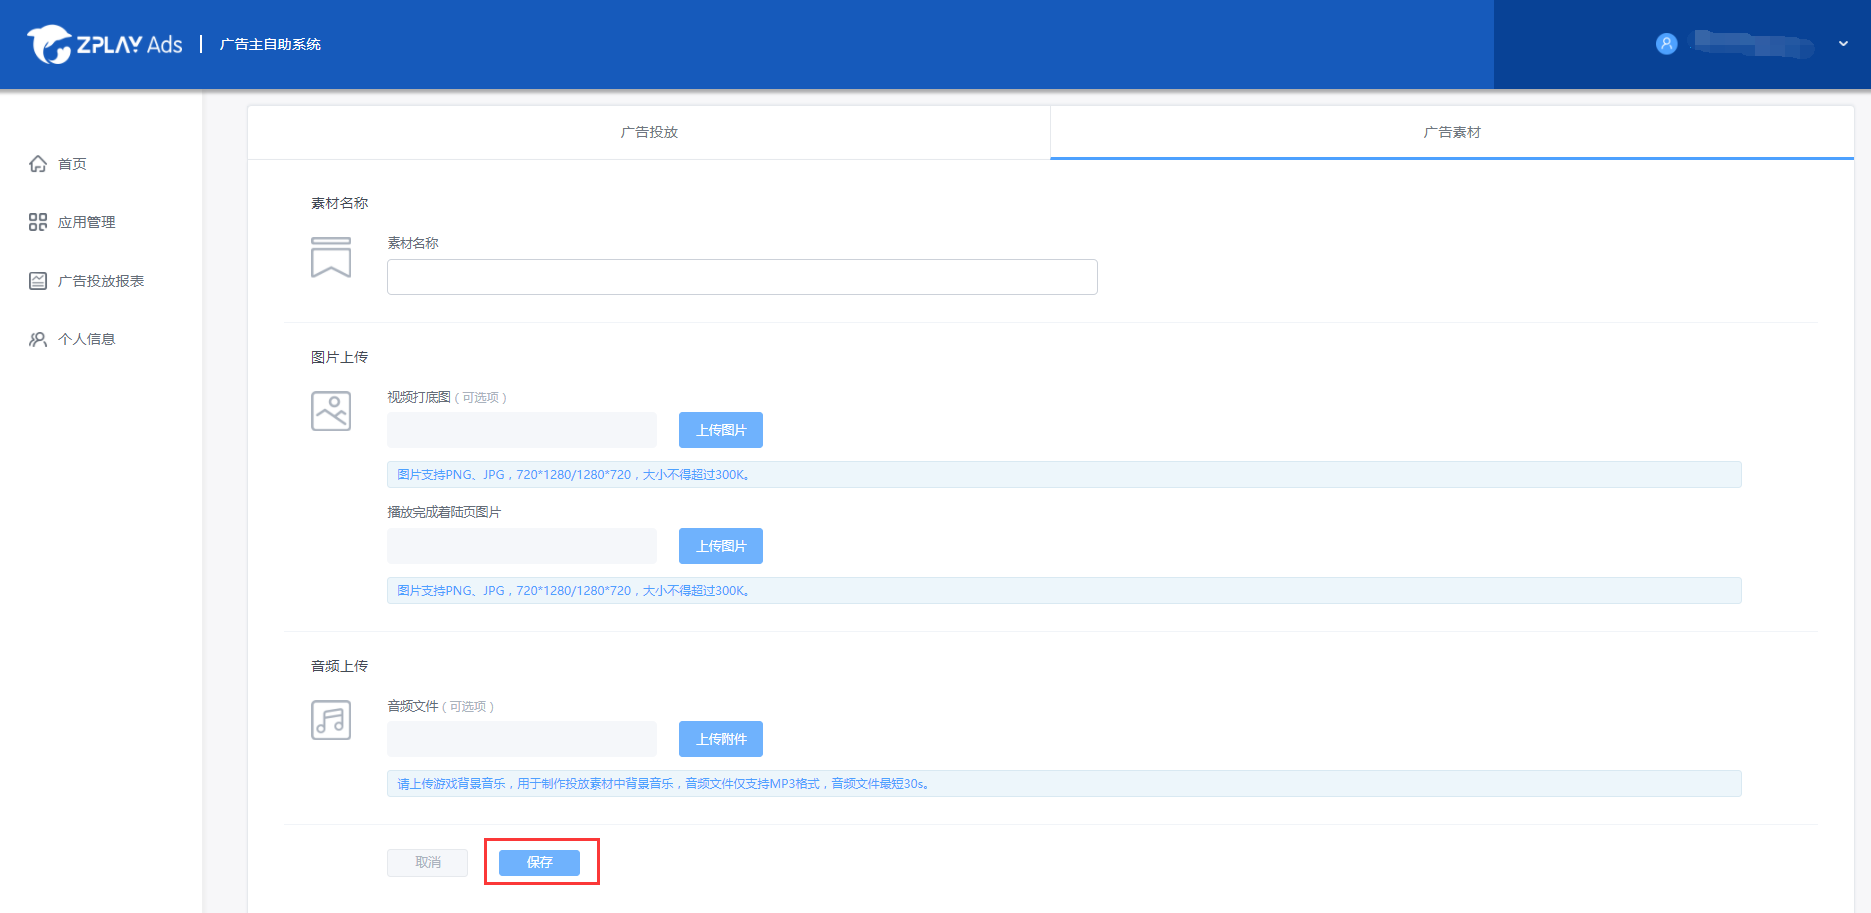 ZPLAY Ads | 广告主自助系统
首页
应用管理
广告投放报表
个人信息
广告投放
广告素材
素材名称
素材名称
图片上传
视频打底图 ( 可选项 )
上传图片
图片支持PNG、JPG，720*1280/1280*720，大小不得超过300K。
播放完成着陆页图片
上传图片
图片支持PNG、JPG，720*1280/1280*720，大小不得超过300K。
音频上传
音频文件 ( 可选项 )
上传附件
请上传游戏背景音乐，用于制作投放素材中背景音乐，音频文件仅支持MP3格式，音频文件最短30s。
取消
保存